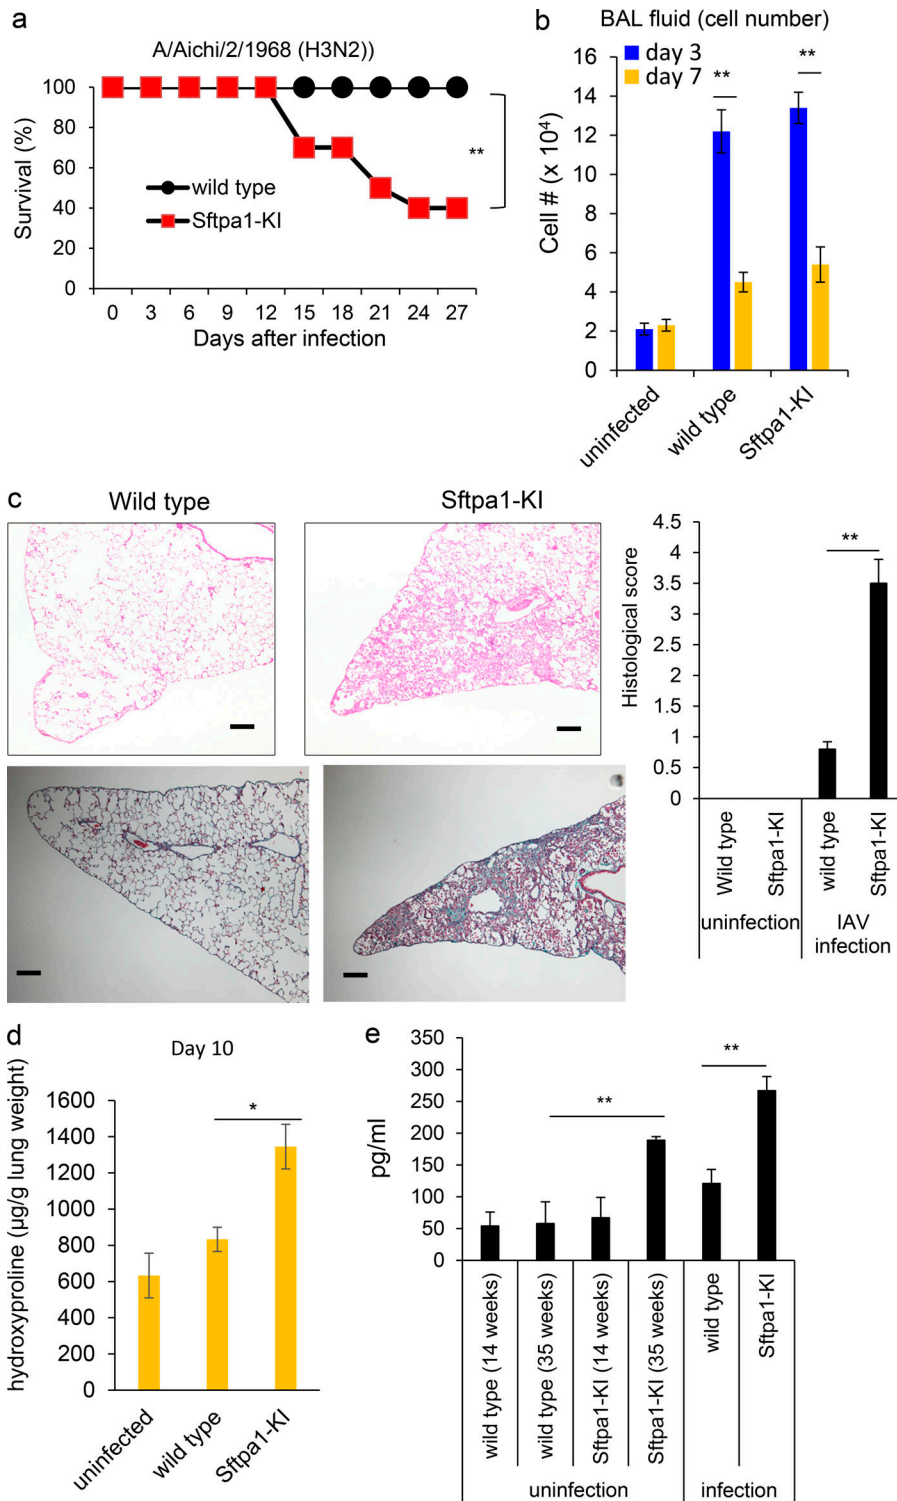 a
A/Aichi/2/1968 (H3N2))
Survival (%)
100
80
60
40
20
0
wild type
Sftpa1-KI
**
0 3 6 9 12 15 18 21 24 27
Days after infection
b
BAL fluid (cell number)
Cell # (x 10⁴)
16
14
12
10
8
6
4
2
0
day 3
day 7
**
**
uninfected
wild type
Sftpa1-KI
c
Wild type
Sftpa1-KI
Histological score
4.5
4
3.5
3
2.5
2
1.5
1
0.5
0
**
Wild type
Sftpa1-KI
wild type
Sftpa1-KI
uninfection
IAV
infection
d
Day 10
hydroxyproline (µg/g lung weight)
1600
1400
1200
1000
800
600
400
200
0
*
uninfected
wild type
Sftpa1-KI
e
pg/ml
350
300
250
200
150
100
50
0
**
**
wild type (14 weeks)
wild type (35 weeks)
Sftpa1-KI (14 weeks)
Sftpa1-KI (35 weeks)
wild type
Sftpa1-KI
uninfection
infection